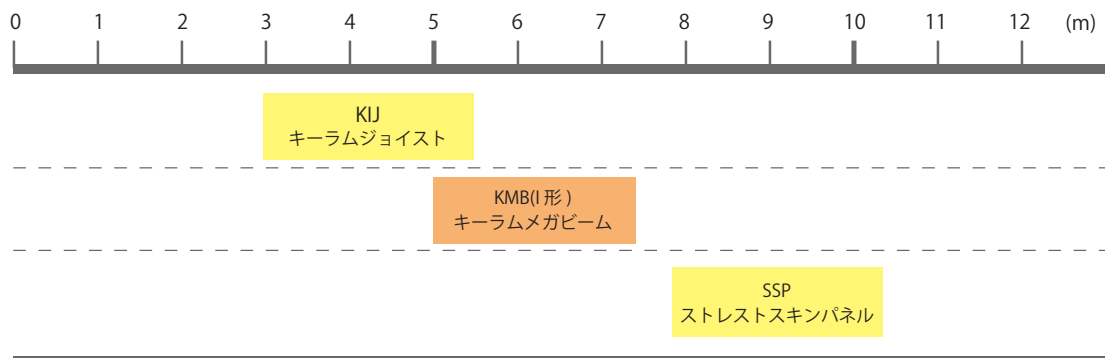 0 1 2 3 4 5 6 7 8 9 10 11 12 (m)
KIJ
キーラムジョイスト
KMB(I 形 )
キーラムメガビーム
SSP
ストレストスキンパネル